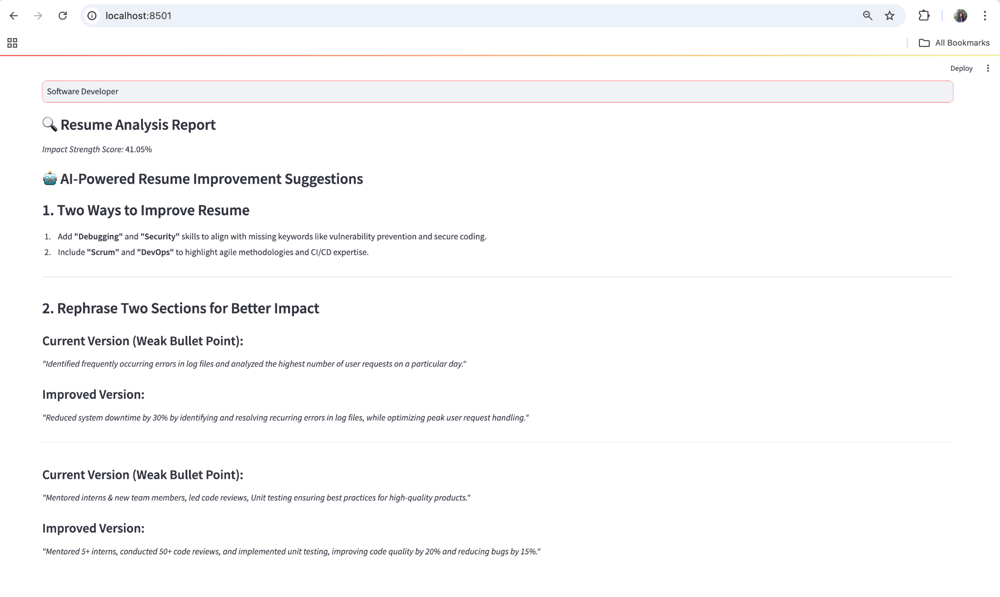 localhost:8501
All Bookmarks
Deploy
Software Developer
Resume Analysis Report
Impact Strength Score: 41.05%
AI-Powered Resume Improvement Suggestions
1. Two Ways to Improve Resume
1. Add "Debugging" and "Security" skills to align with missing keywords like vulnerability prevention and secure coding.
2. Include "Scrum" and "DevOps" to highlight agile methodologies and CI/CD expertise.
2. Rephrase Two Sections for Better Impact
Current Version (Weak Bullet Point):
"Identified frequently occurring errors in log files and analyzed the highest number of user requests on a particular day."
Improved Version:
"Reduced system downtime by 30% by identifying and resolving recurring errors in log files, while optimizing peak user request handling."
Current Version (Weak Bullet Point):
"Mentored interns & new team members, led code reviews, Unit testing ensuring best practices for high-quality products."
Improved Version:
"Mentored 5+ interns, conducted 50+ code reviews, and implemented unit testing, improving code quality by 20% and reducing bugs by 15%."